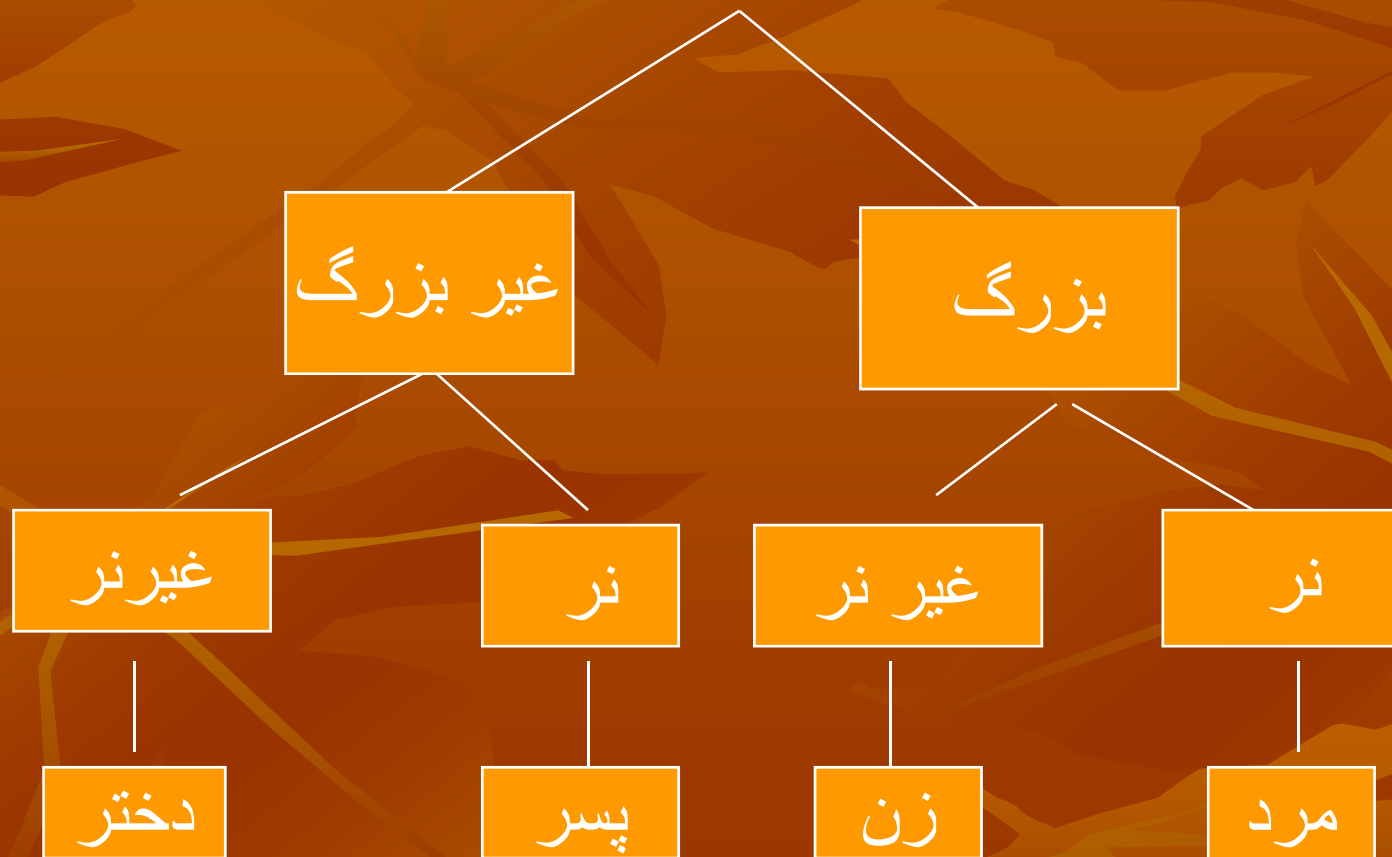 بزرگ
غیر بزرگ
نر
غیر نر
نر
غیرنر
مرد
زن
پسر
دختر